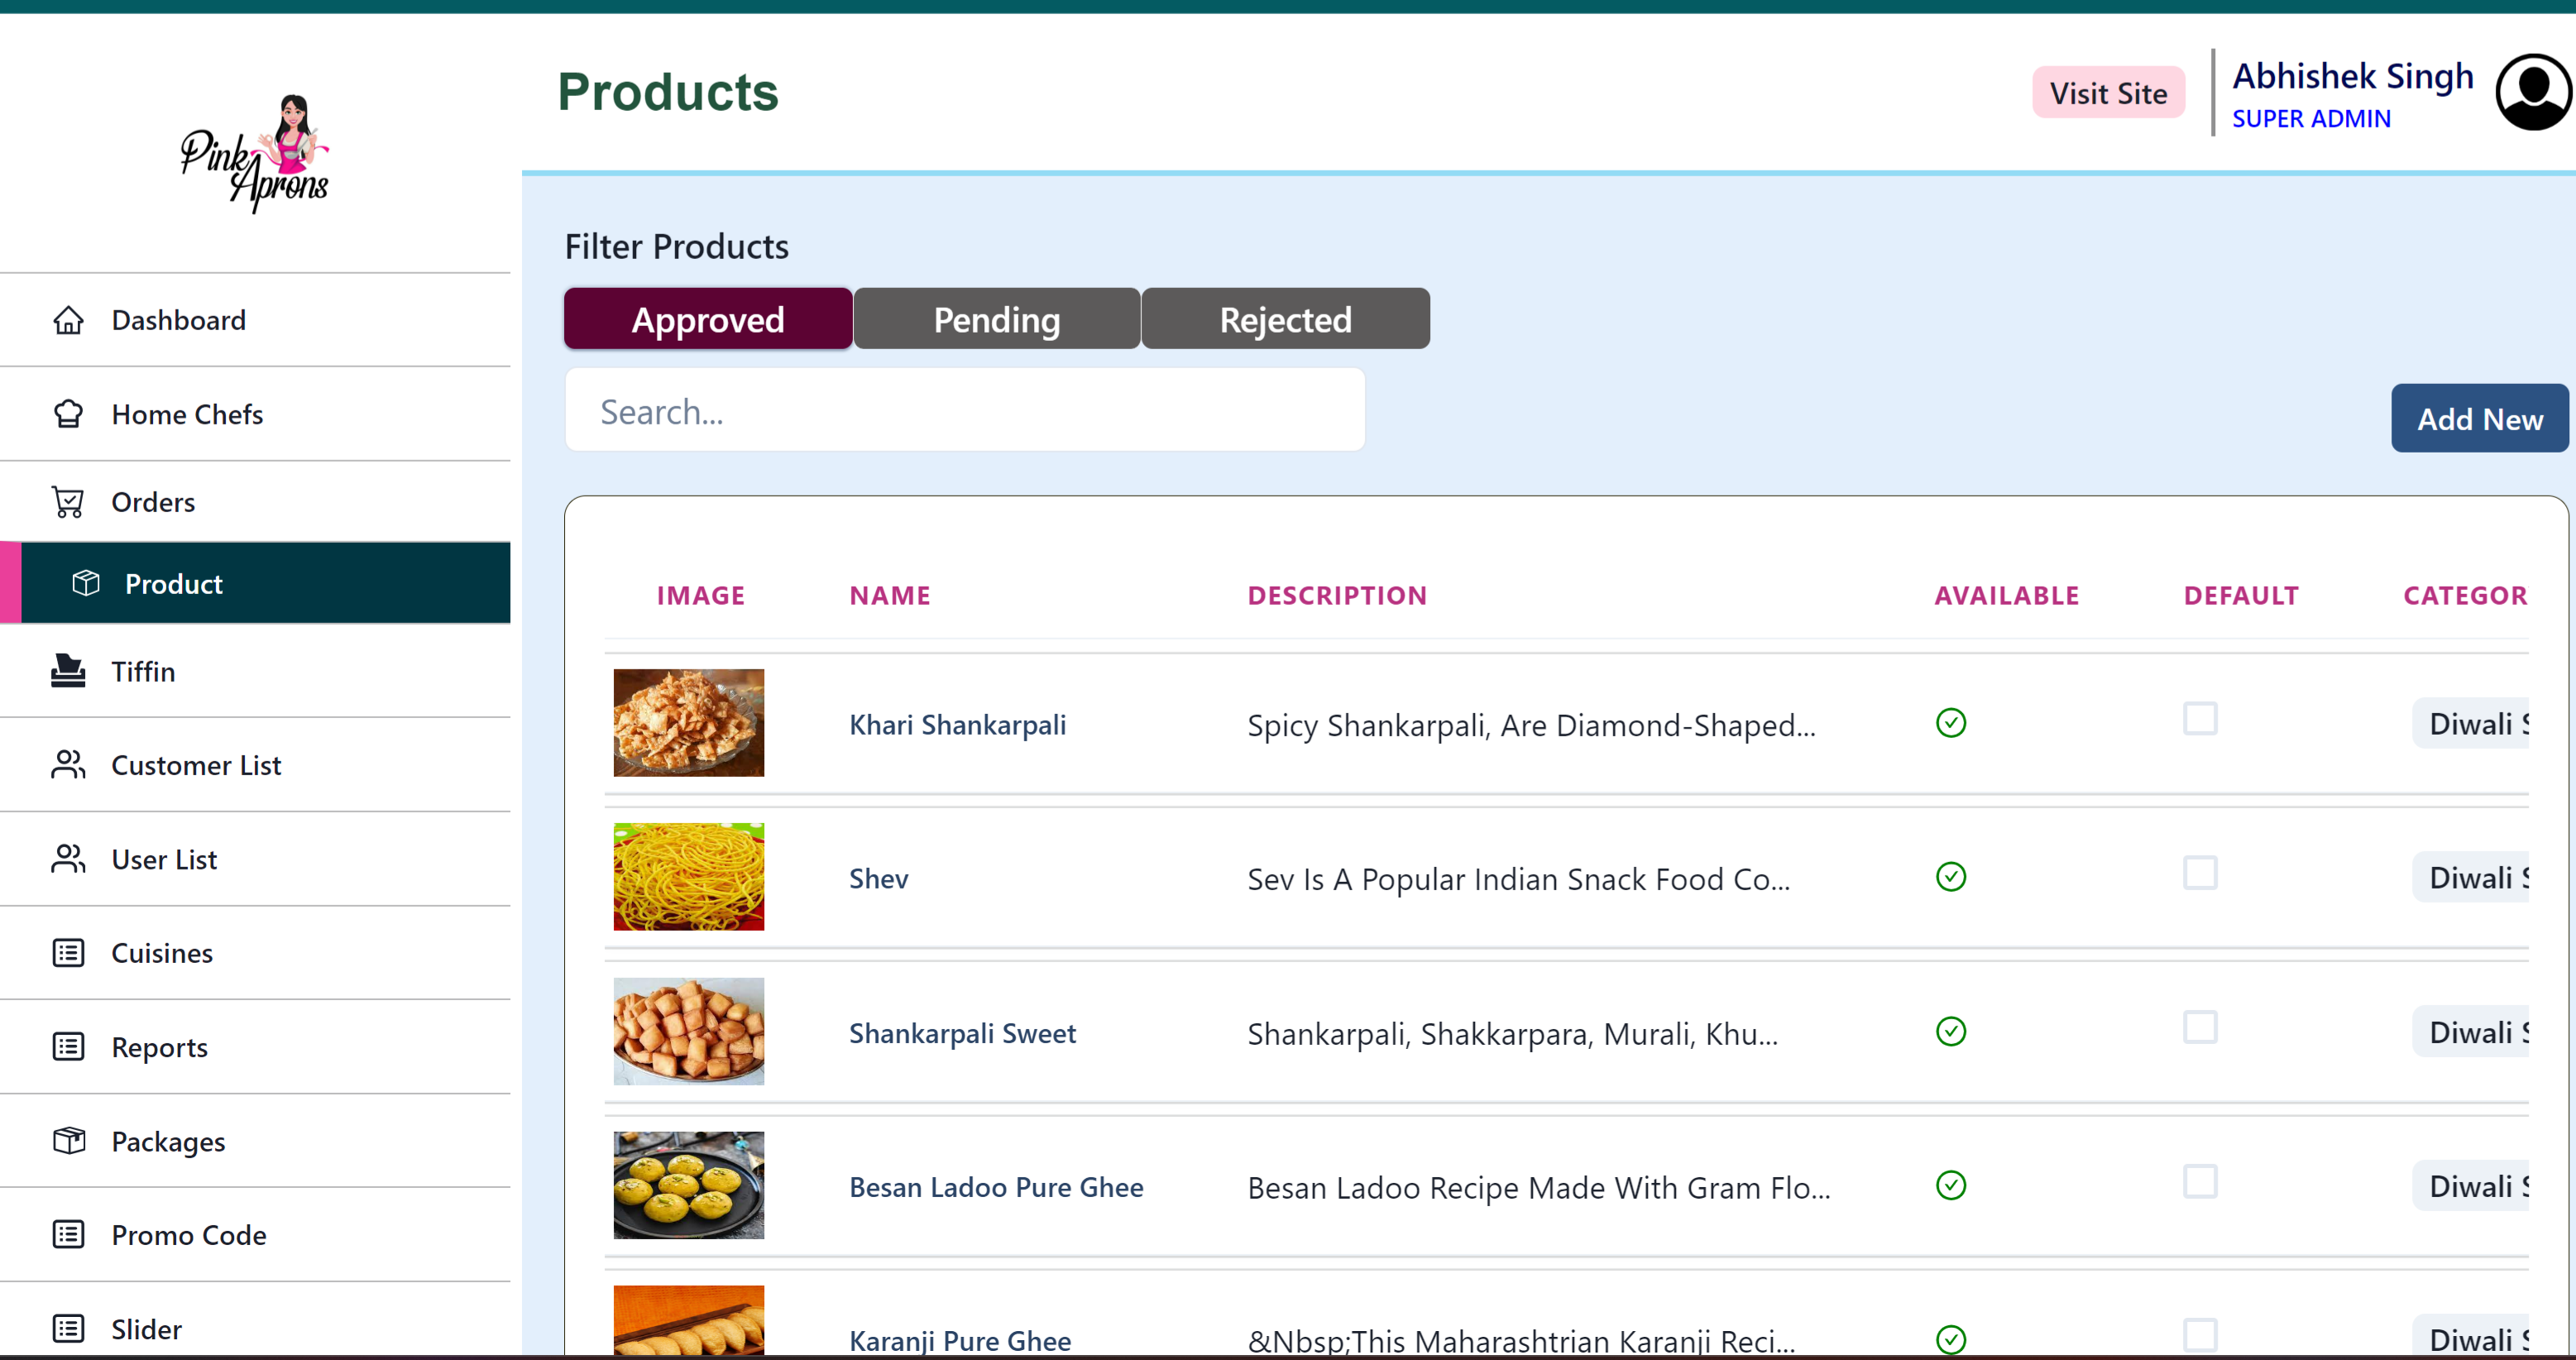 Pink
Aprons
Products
Visit Site
Abhishek Singh
SUPER ADMIN
Dashboard
Home Chefs
Orders
Product
Tiffin
Customer List
User List
Cuisines
Reports
Packages
Promo Code
Slider
Filter Products
Approved Pending Rejected
Search...
Add New
IMAGE NAME DESCRIPTION AVAILABLE DEFAULT CATEGOR
Khari Shankarpali Spicy Shankarpali, Are Diamond-Shaped... Diwali S
Shev Sev Is A Popular Indian Snack Food Co... Diwali S
Shankarpali Sweet Shankarpali, Shakkarpara, Murali, Khu... Diwali S
Besan Ladoo Pure Ghee Besan Ladoo Recipe Made With Gram Flo... Diwali S
Karanji Pure Ghee &Nbsp;This Maharashtrian Karanji Reci... Diwali S